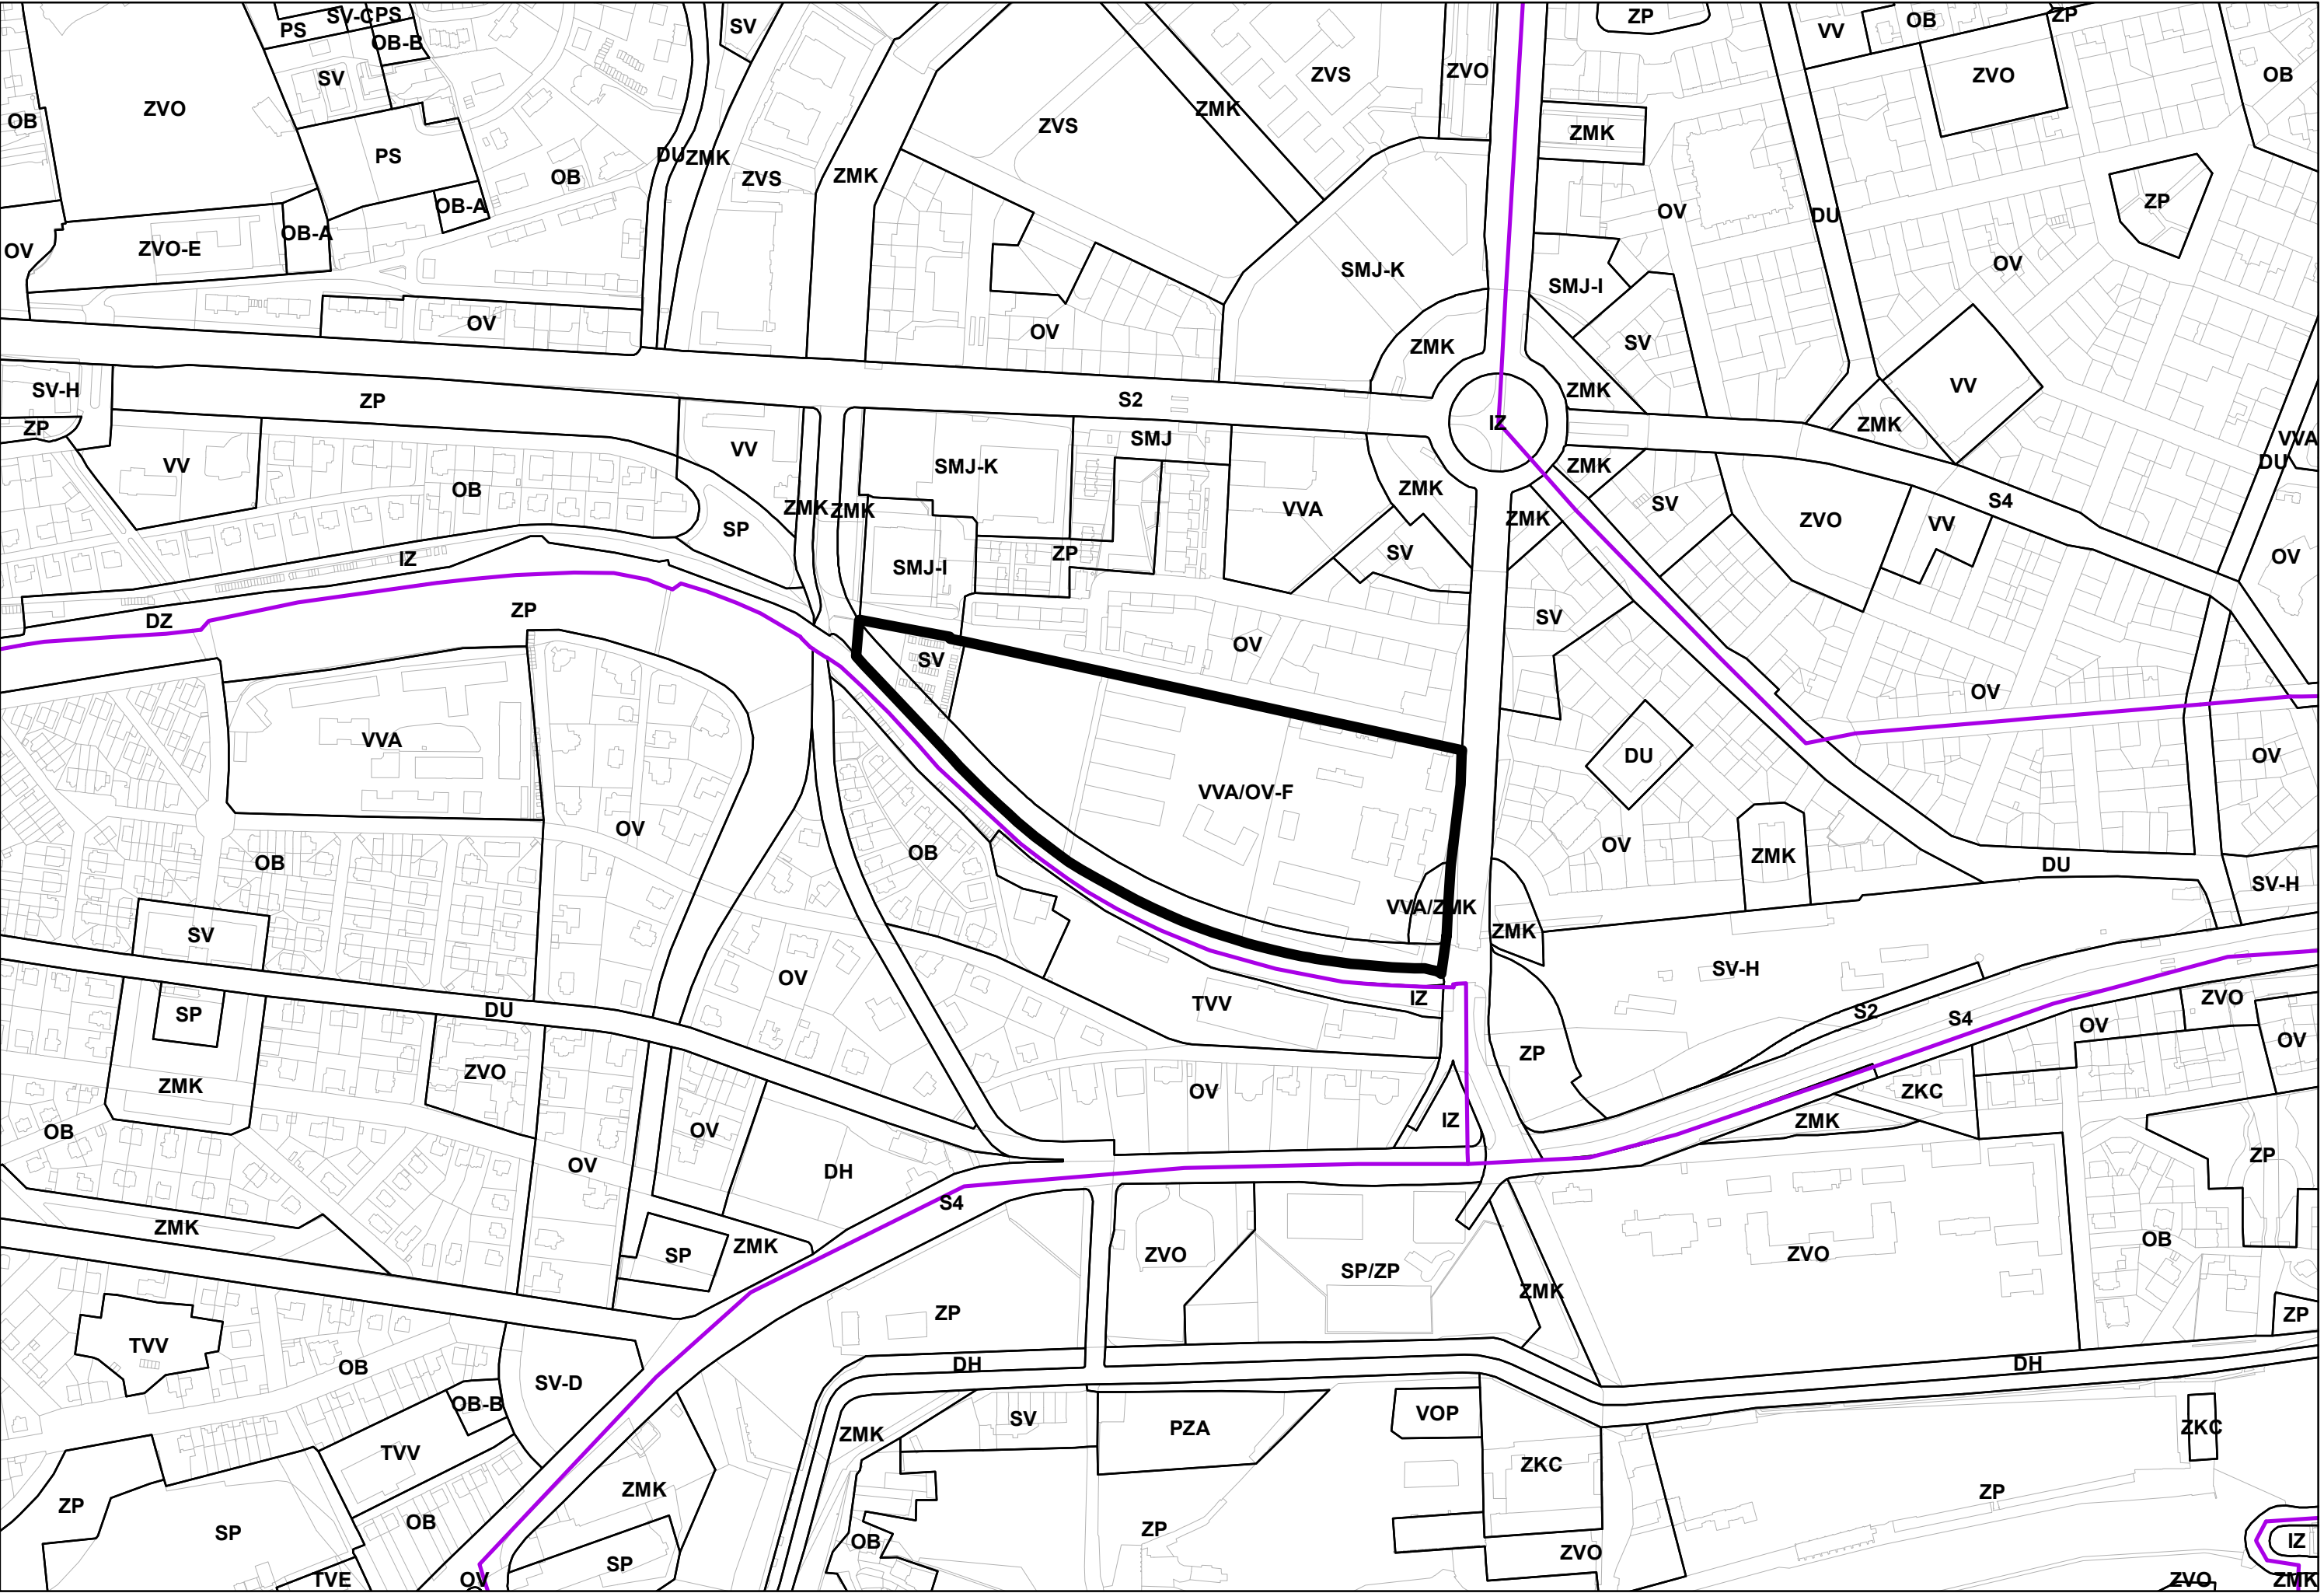 SV-C
PS
PS
OB-B
SV
SV
ZVS
ZVO
ZP
VV
OB
ZP
ZVO
OB
OB
ZVO
ZVS
ZMK
ZMK
PS
DU
ZMK
ZVS
ZMK
OB
OB-A
OV
DU
ZP
OV
ZVO-E
OB-A
SMJ-K
SMJ-I
OV
OV
OV
SV
ZMK
SV-H
ZP
S2
ZMK
VV
ZP
IZ
ZMK
VVA
VV
SMJ
VV
SMJ-K
ZMK
DU
OB
ZMK
ZMK
ZMK
VVA
ZMK
SV
S4
SP
ZMK
ZVO
VV
IZ
SMJ-I
ZP
SV
OV
DZ
ZP
SV
SV
OV
OV
VVA
DU
OV
VVA/OV-F
OV
OB
OB
OV
ZMK
DU
SV-H
SV
VVA/ZMK
ZMK
OV
SV-H
SP
DU
TVV
IZ
S2
S4
ZVO
OV
OV
ZMK
ZVO
ZP
OV
ZKC
OB
OV
IZ
ZMK
OV
DH
ZP
ZMK
S4
SP
ZMK
ZVO
SP/ZP
ZMK
ZVO
OB
TVV
ZP
ZP
OB
SV-D
DH
DH
OB-B
ZMK
SV
PZA
VOP
ZKC
TVV
ZKC
ZP
ZMK
ZP
SP
OB
OB
ZP
IZ
SP
ZVO
TVE
OV
ZVO
ZMK